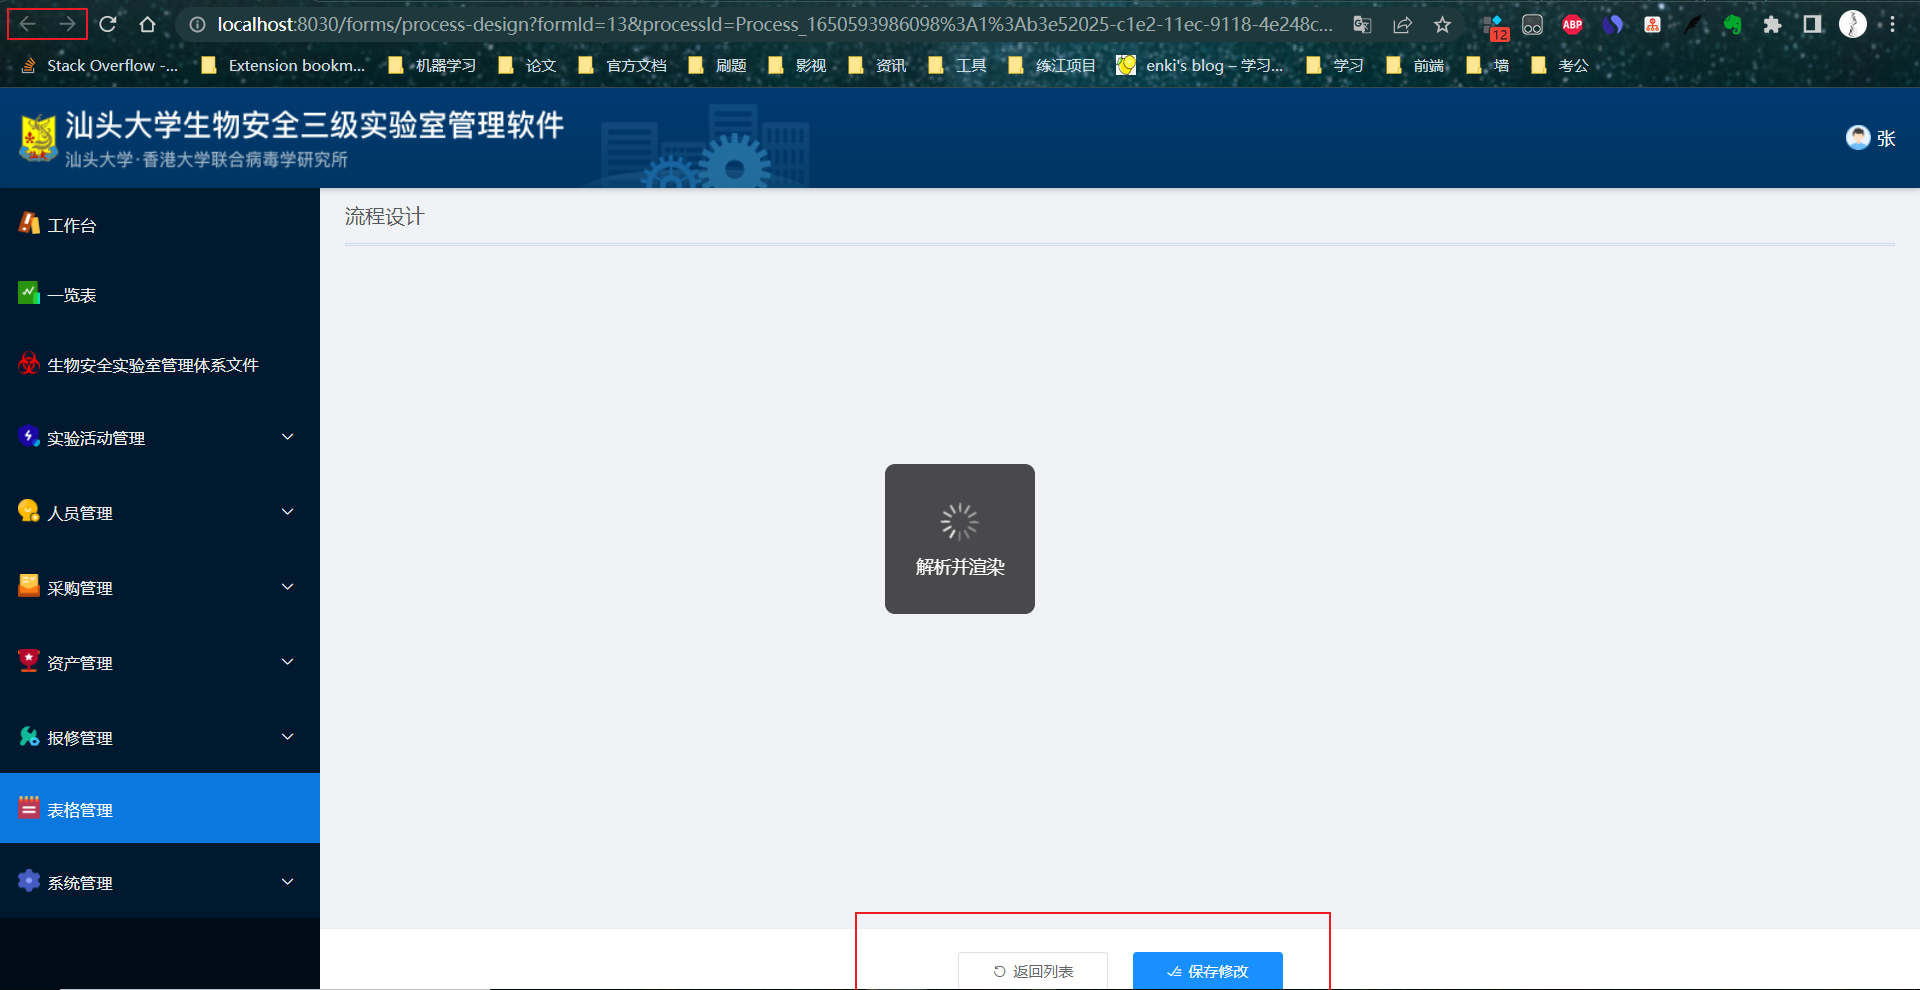 localhost:8030/forms/process-design?formId=13&processId=Process_1650593986098%3A1%3Ab3e52025-c1e2-11ec-9118-4e248c...
12
ABP
Stack Overflow -... Extension bookm... 机器学习 论文 官方文档 刷题 影视 资讯 工具 练江项目 enki's blog – 学习... 学习 前端 墙 考公
汕头大学生物安全三级实验室管理软件
汕头大学·香港大学联合病毒学研究所
张
工作台
一览表
生物安全实验室管理体系文件
实验活动管理
人员管理
采购管理
资产管理
报修管理
表格管理
系统管理
流程设计
解析并渲染
返回列表 保存修改